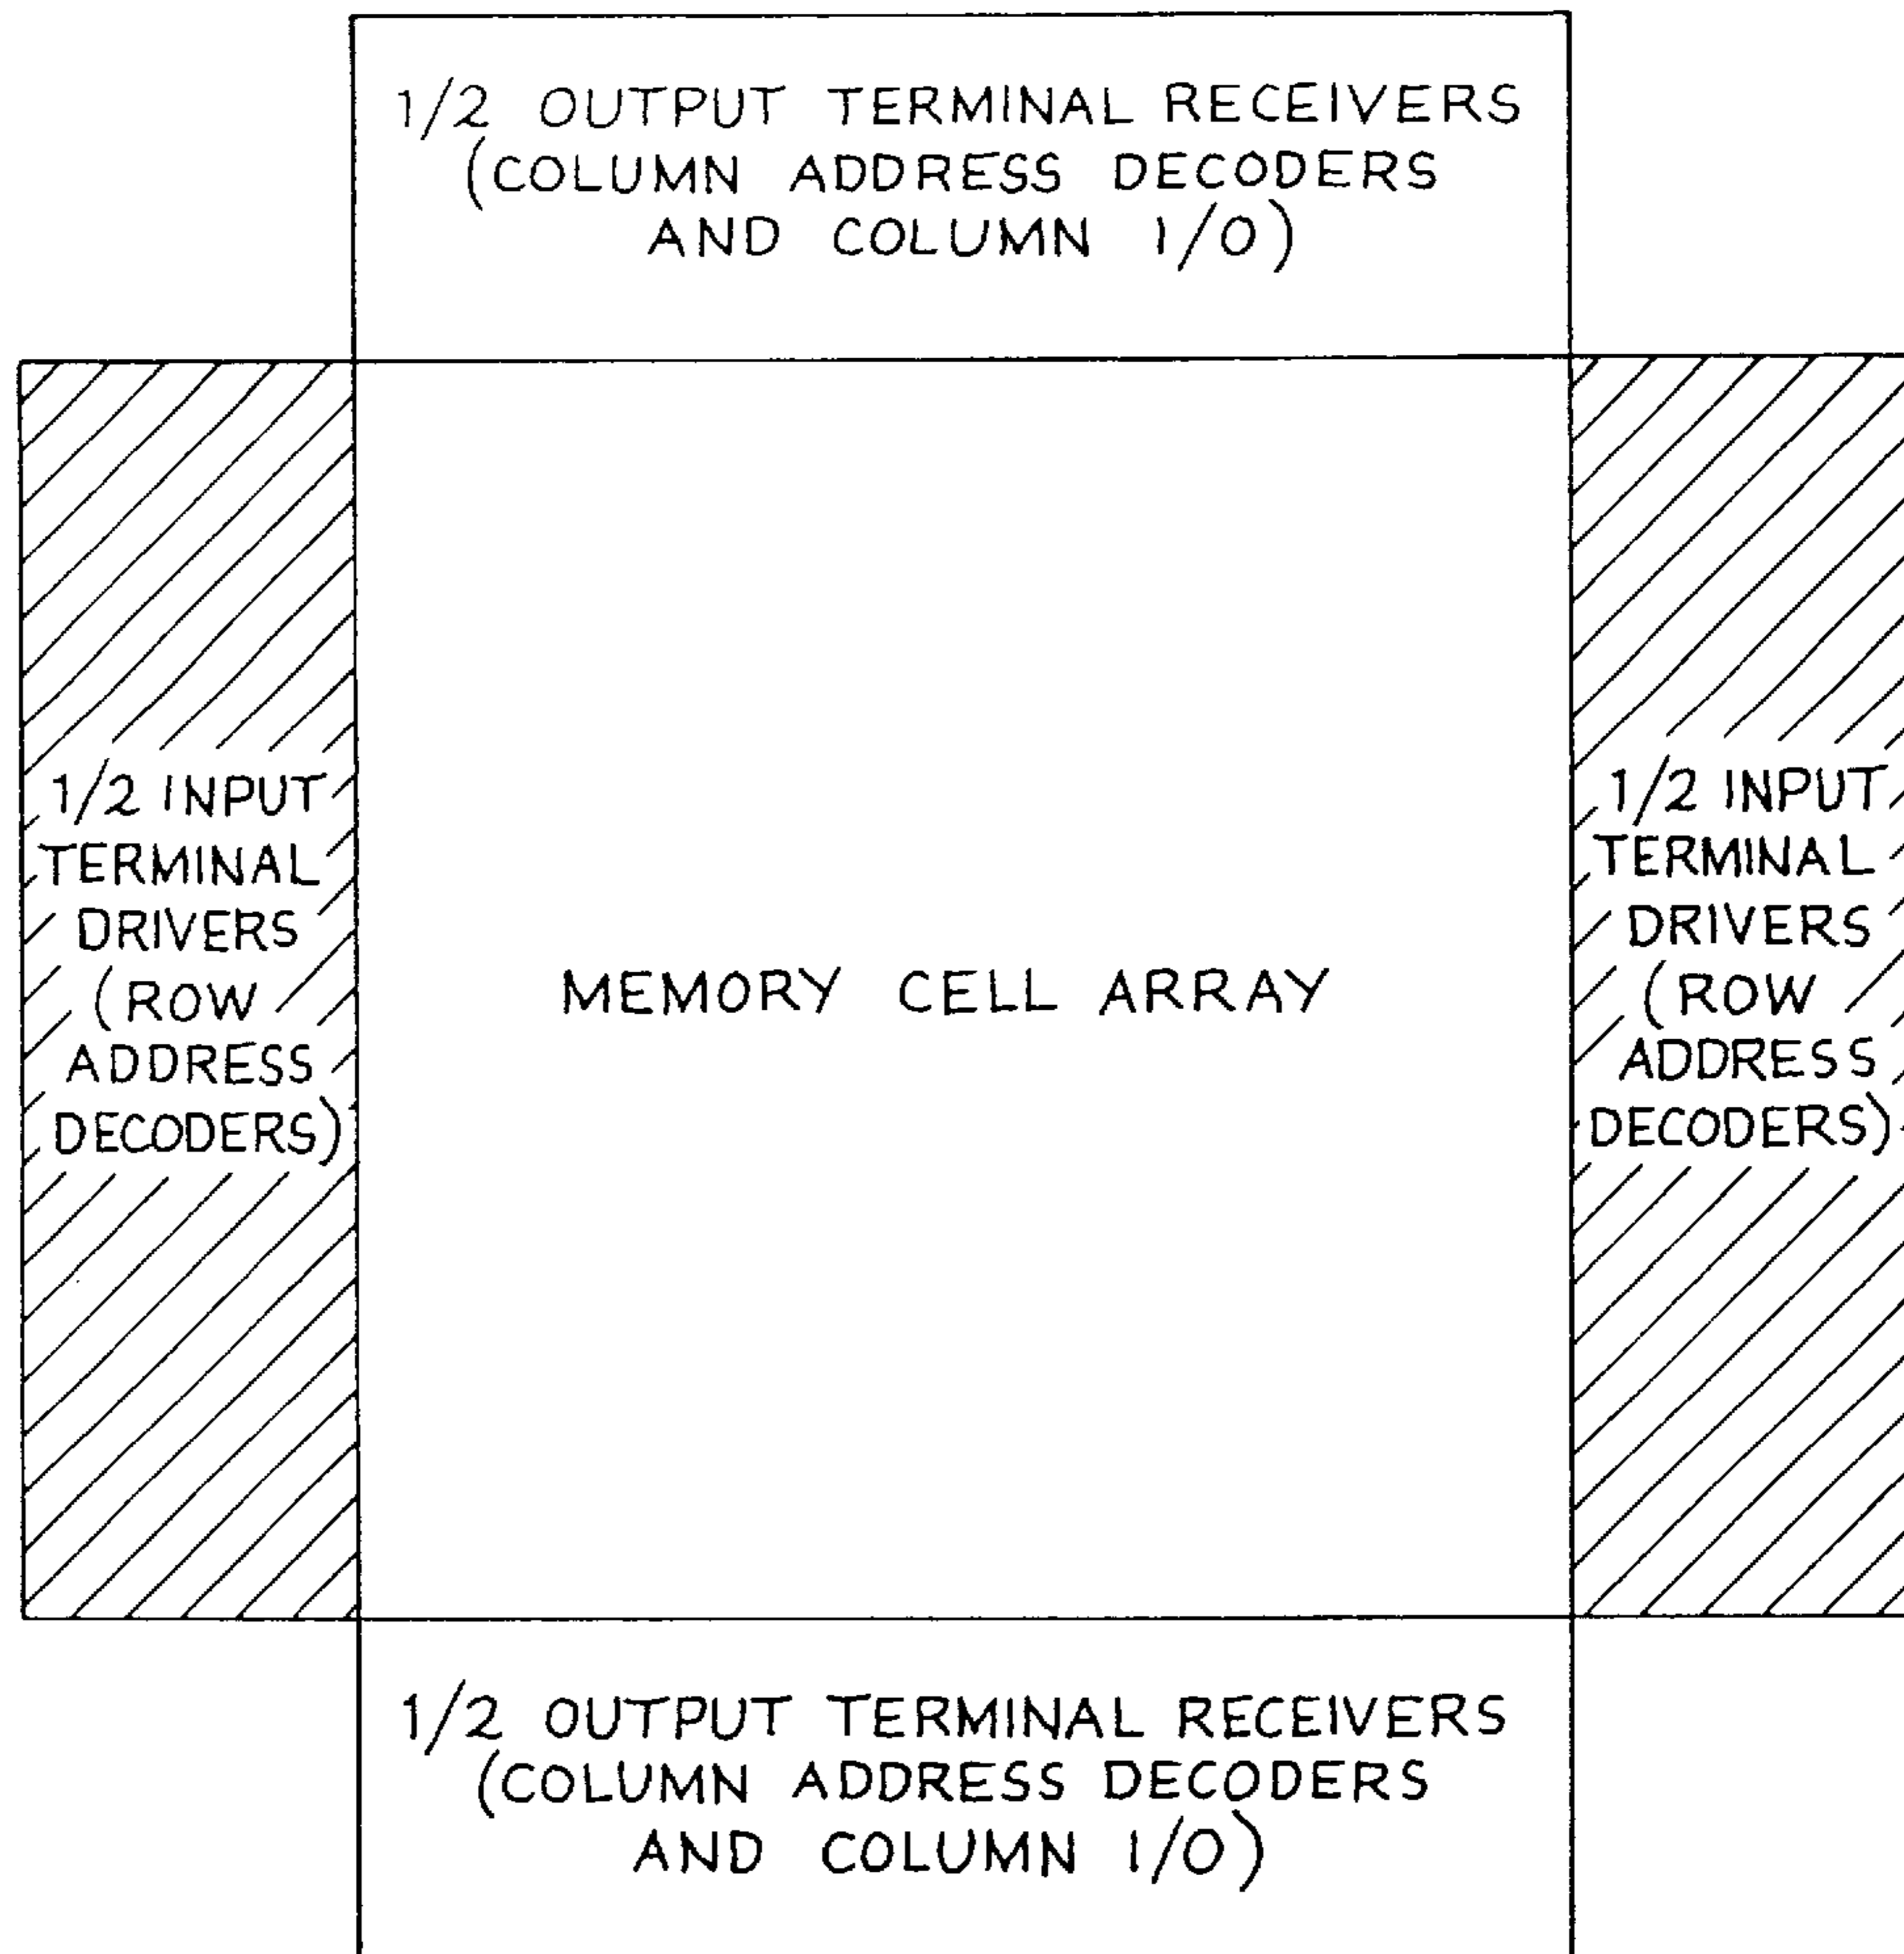 1/2 OUTPUT TERMINAL RECEIVERS
(COLUMN ADDRESS DECODERS
AND COLUMN I/O)
1/2 INPUT
TERMINAL
DRIVERS
(ROW
ADDRESS
DECODERS)
MEMORY CELL ARRAY
1/2 INPUT
TERMINAL
DRIVERS
(ROW
ADDRESS
DECODERS)
1/2 OUTPUT TERMINAL RECEIVERS
(COLUMN ADDRESS DECODERS
AND COLUMN I/O)